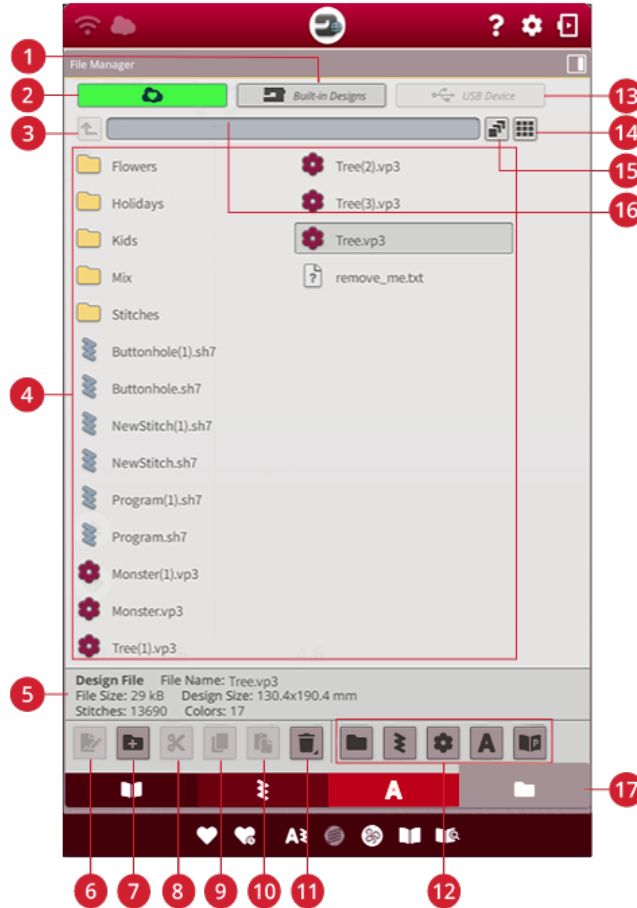 ?
1
File Manager
2
Built-in Designs
USB Device
13
3
14
15
16
Flowers
Tree(2).vp3
Holidays
Tree(3).vp3
Kids
Tree.vp3
Mix
? remove_me.txt
Stitches
Buttonhole(1).sh7
4
Buttonhole.sh7
NewStitch(1).sh7
NewStitch.sh7
Program(1).sh7
Program.sh7
Monster(1).vp3
Monster.vp3
Tree(1).vp3
5
Design File File Name: Tree.vp3
File Size: 29 kB Design Size: 130.4x190.4 mm
Stitches: 13690 Colors: 17
A P
A
17
A
6 7 8 9 10 11 12